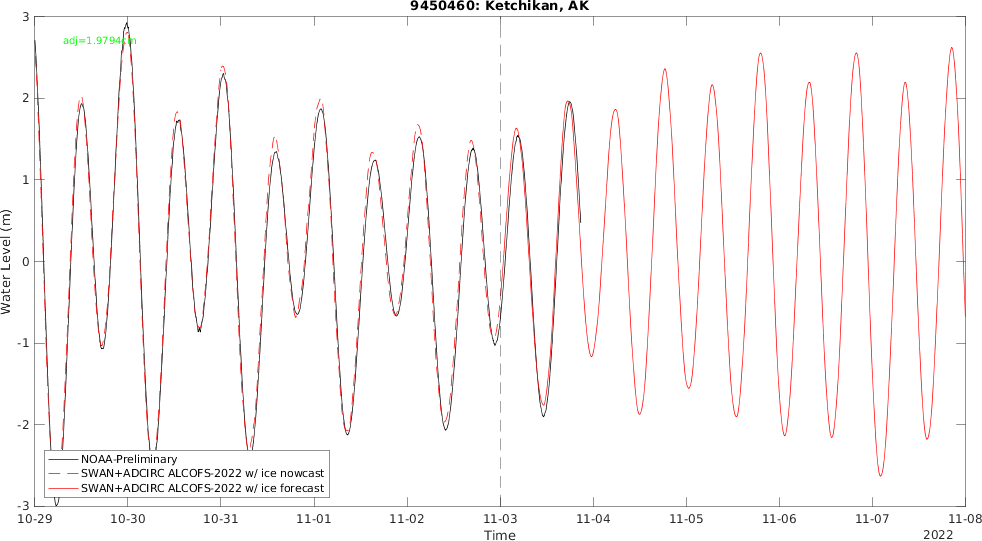 9450460: Ketchikan, AK
adj=1.9794cm
3
2
1
0
-1
-2
-3
Water Level (m)
NOAA-Preliminary
SWAN+ADCIRC ALCOFS-2022 w/ ice nowcast
SWAN+ADCIRC ALCOFS-2022 w/ ice forecast
10-29 10-30 10-31 11-01 11-02 11-03 11-04 11-05 11-06 11-07 11-08
Time
2022